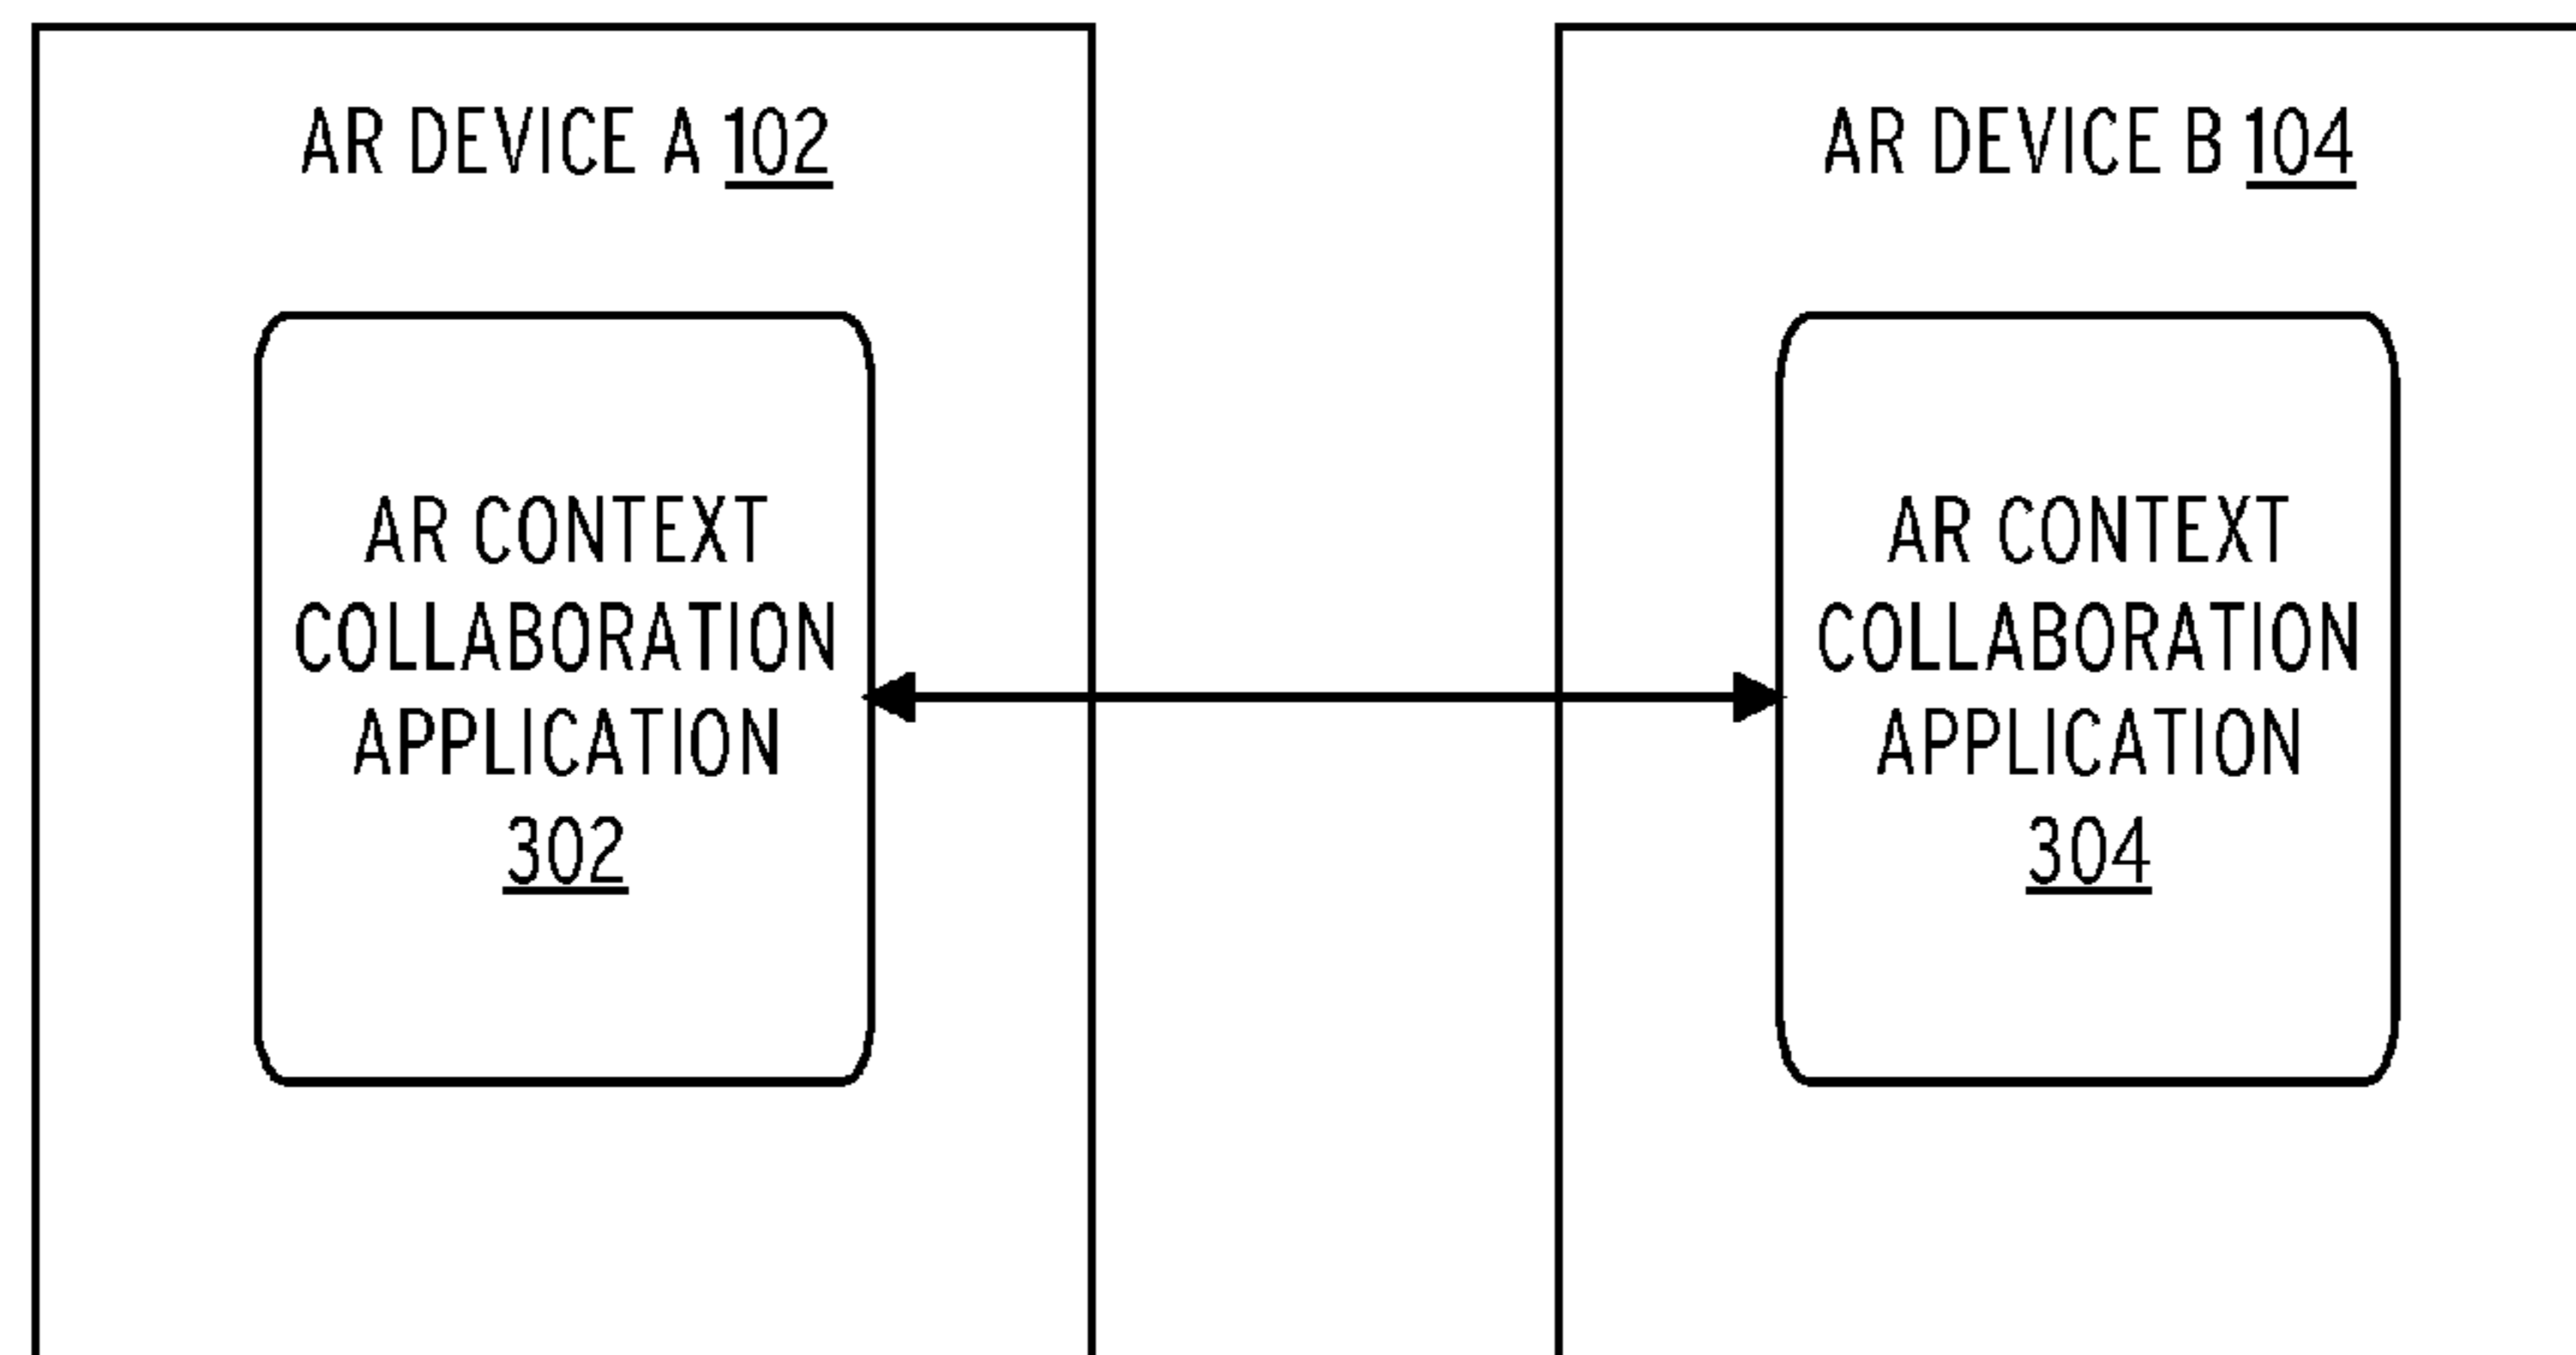 AR DEVICE A 102
AR CONTEXT
COLLABORATION
APPLICATION
302
AR DEVICE B 104
AR CONTEXT
COLLABORATION
APPLICATION
304